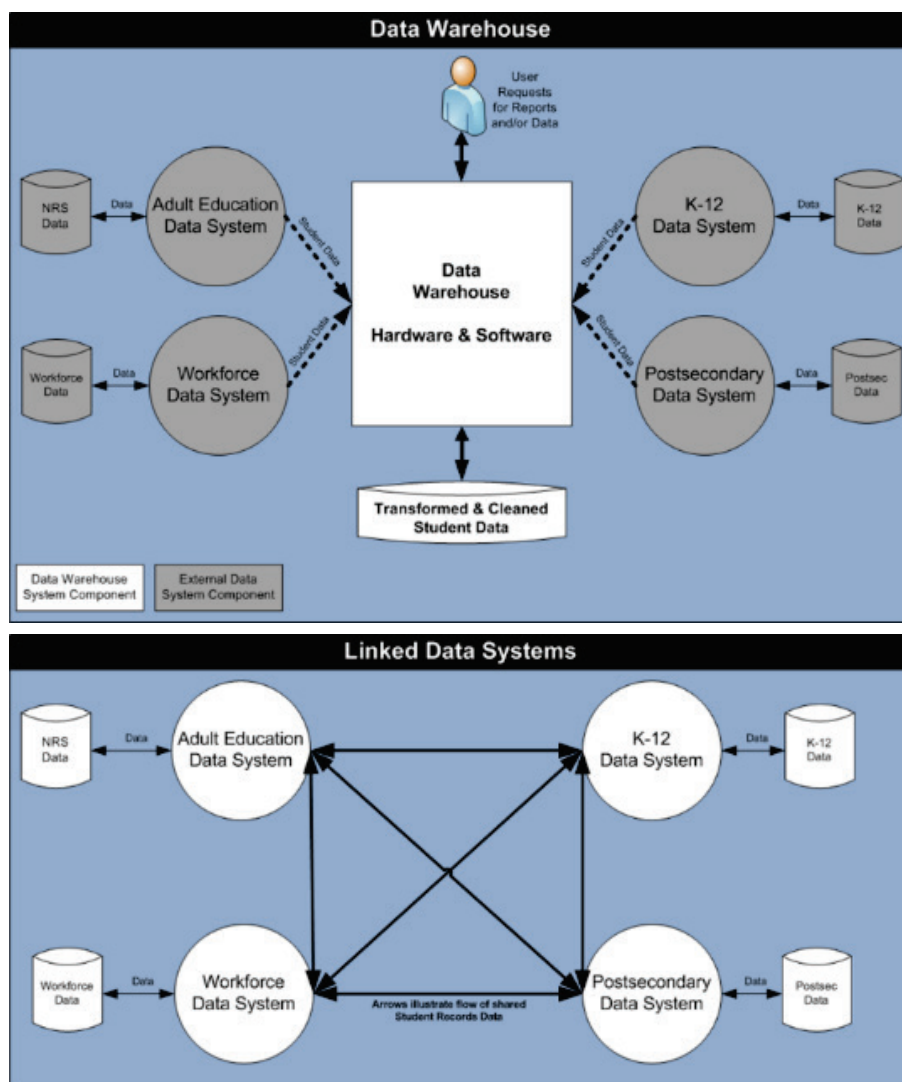 Data Warehouse
User
Requests
for Reports
and/or Data
NRS
Data
Data
Adult Education
Data System
Student Data
K-12
Data System
Student Data
Data
K-12
Data
Data
Warehouse
Hardware & Software
Workforce
Data
Data
Workforce
Data System
Student Data
Postsecondary
Data System
Student Data
Data
Postsec
Data
Transformed & Cleaned
Student Data
Data Warehouse
System Component
External Data
System Component
Linked Data Systems
NRS
Data
Data
Adult Education
Data System
K-12
Data System
Data
K-12
Data
Workforce
Data
Data
Workforce
Data System
Arrows illustrate flow of shared
Student Records Data
Postsecondary
Data System
Data
Postsec
Data